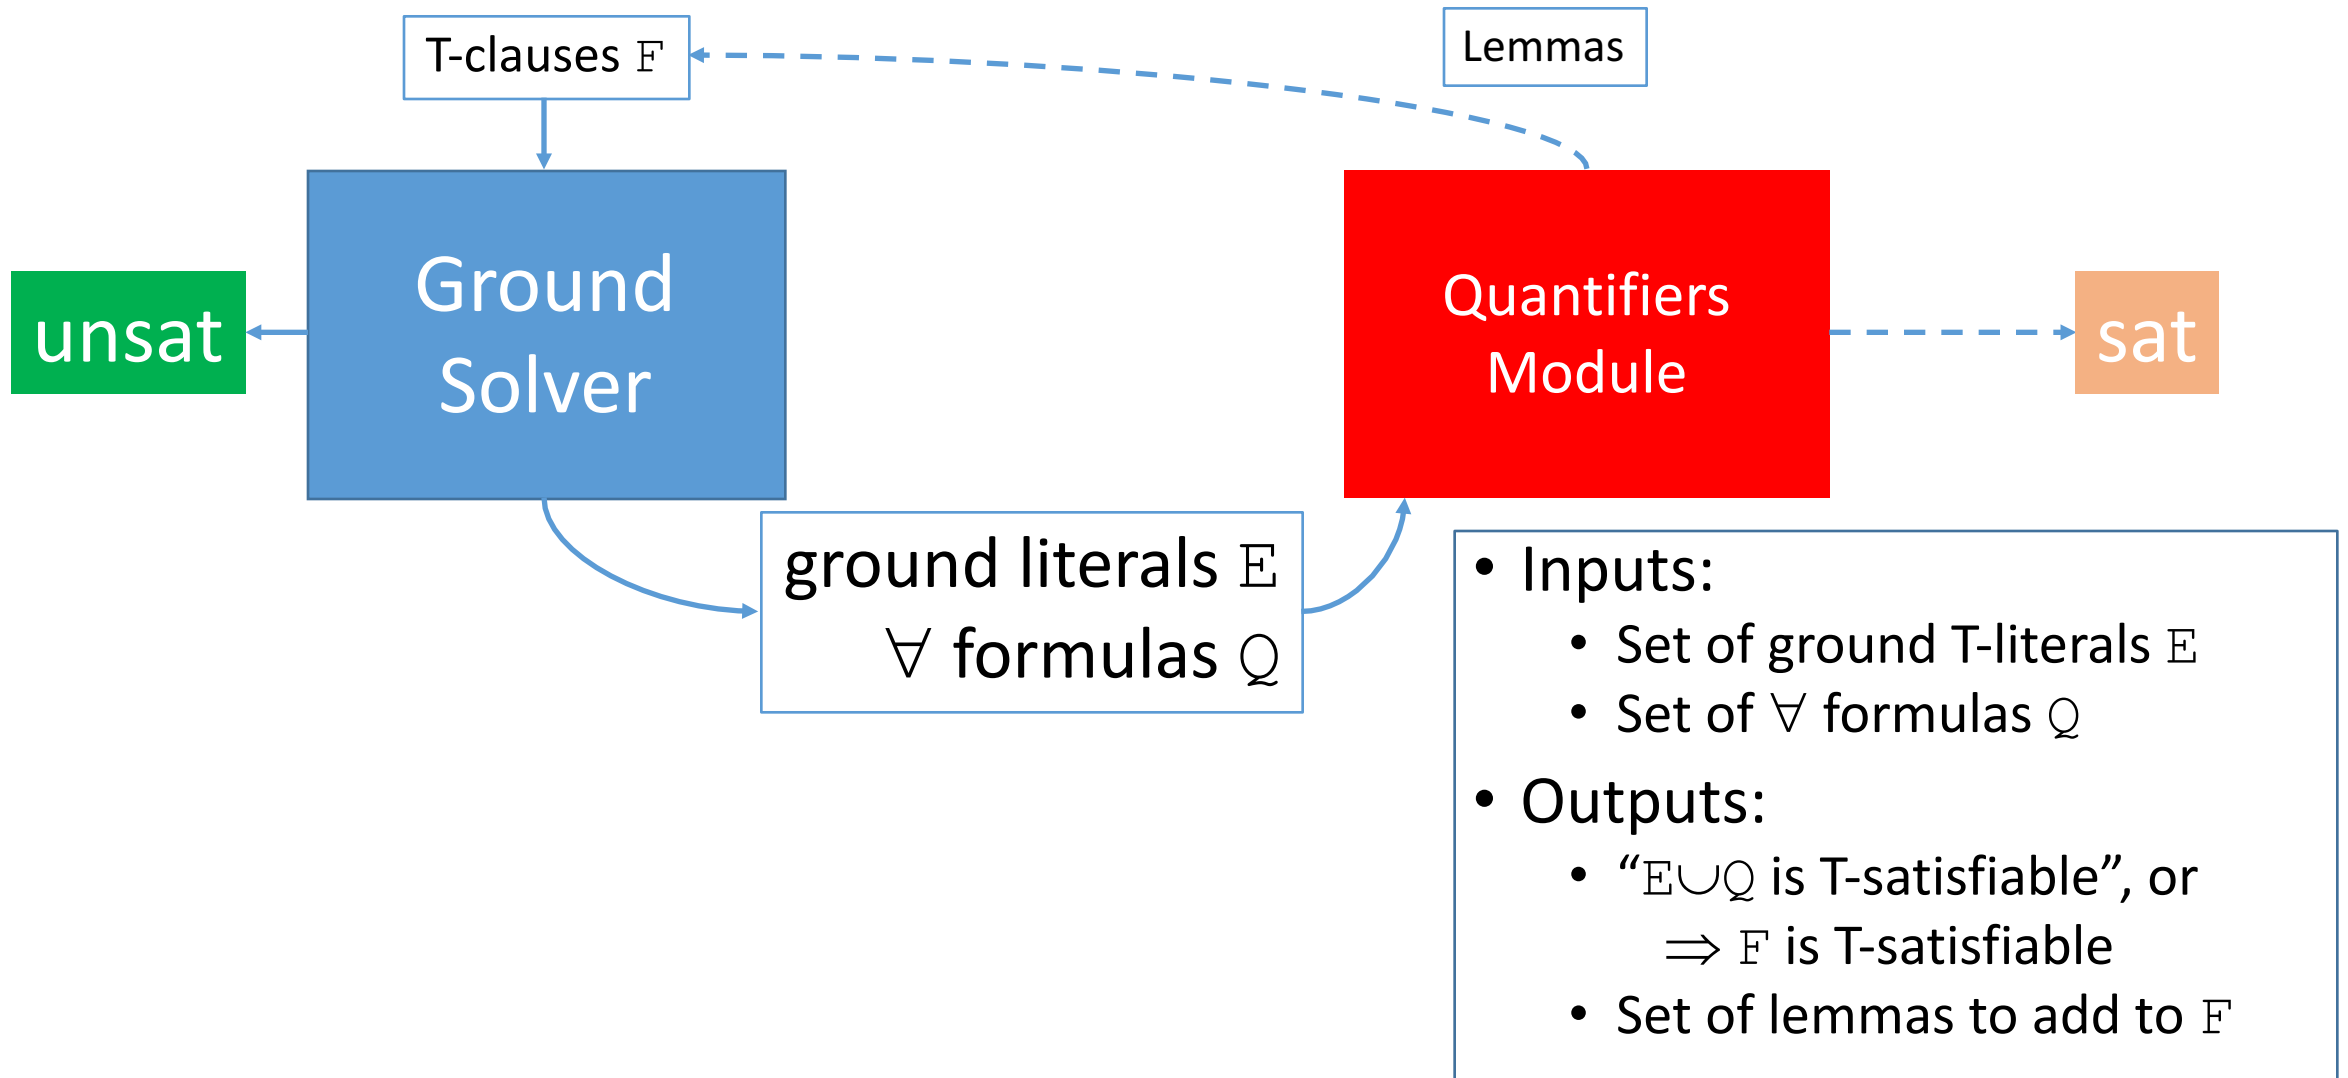 T-clauses F
Lemmas
Ground
Solver
Quantifiers
Module
unsat
sat
ground literals E
∀ formulas Q
• Inputs:
• Set of ground T-literals E
• Set of ∀ formulas Q
• Outputs:
• “E∪Q is T-satisfiable”, or
⇒ F is T-satisfiable
• Set of lemmas to add to F